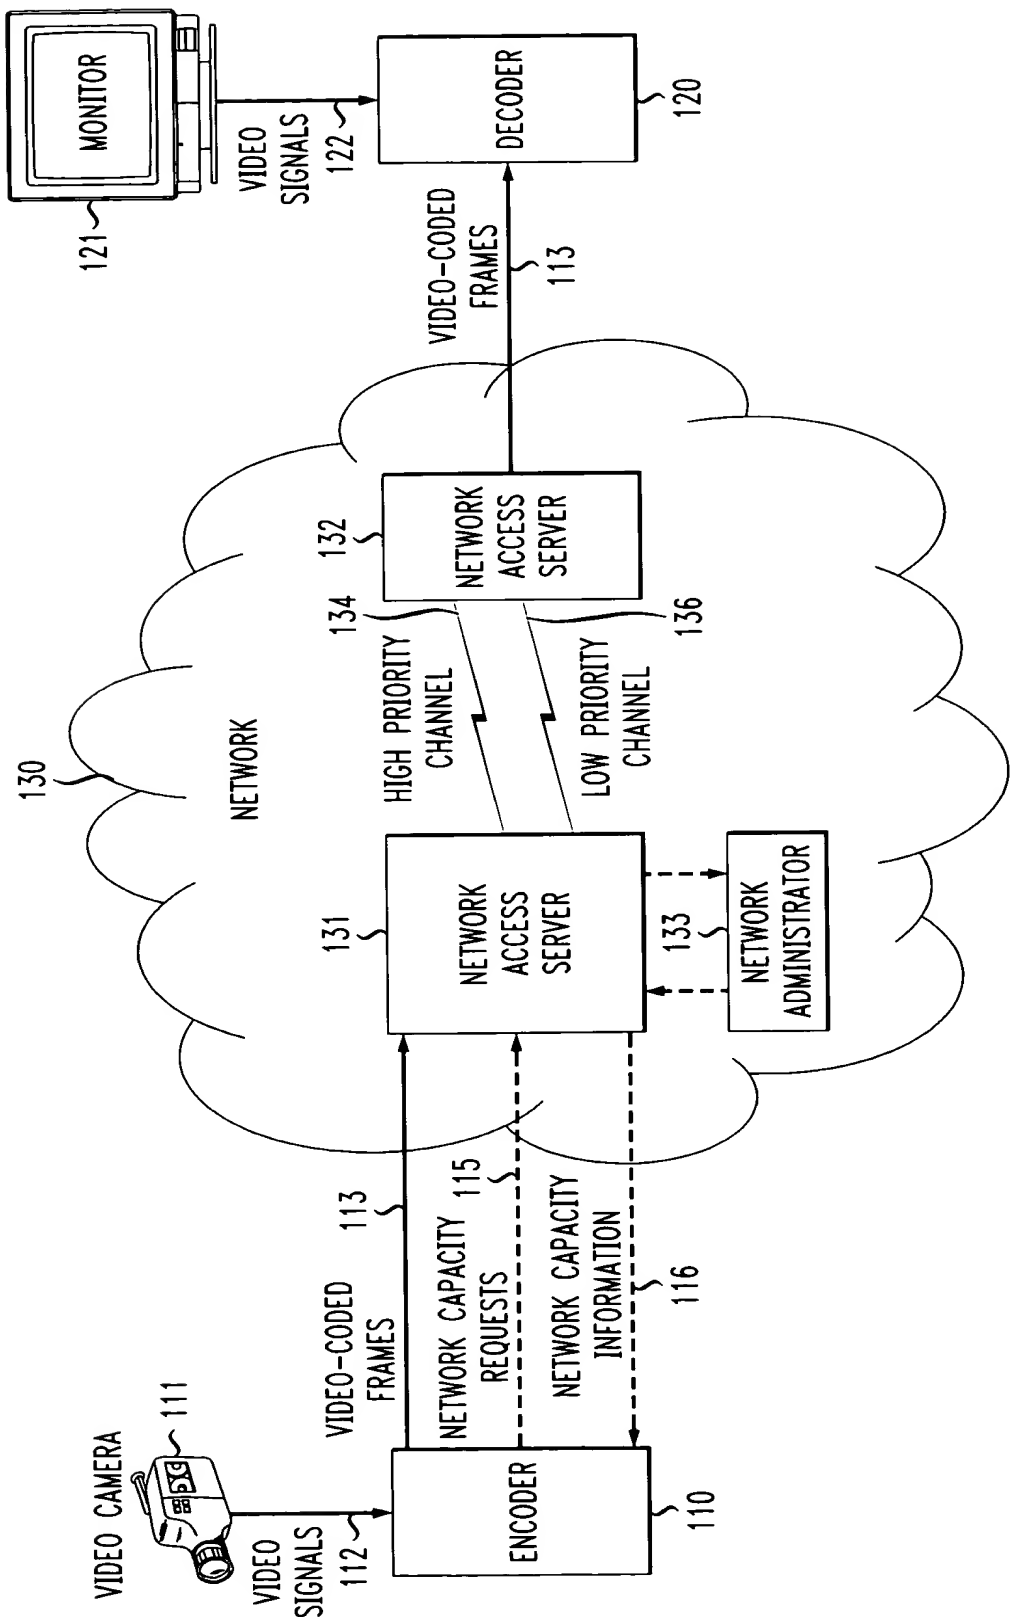 VIDEO CAMERA
111
VIDEO
SIGNALS
112
ENCODER
110
VIDEO-CODED
FRAMES
113
NETWORK CAPACITY
REQUESTS
115
NETWORK CAPACITY
INFORMATION
116
130
NETWORK
131
NETWORK
ACCESS
SERVER
133
NETWORK
ADMINISTRATOR
HIGH PRIORITY
CHANNEL
134
LOW PRIORITY
CHANNEL
136
132
NETWORK
ACCESS
SERVER
VIDEO-CODED
FRAMES
113
121
MONITOR
VIDEO
SIGNALS
122
DECODER
120